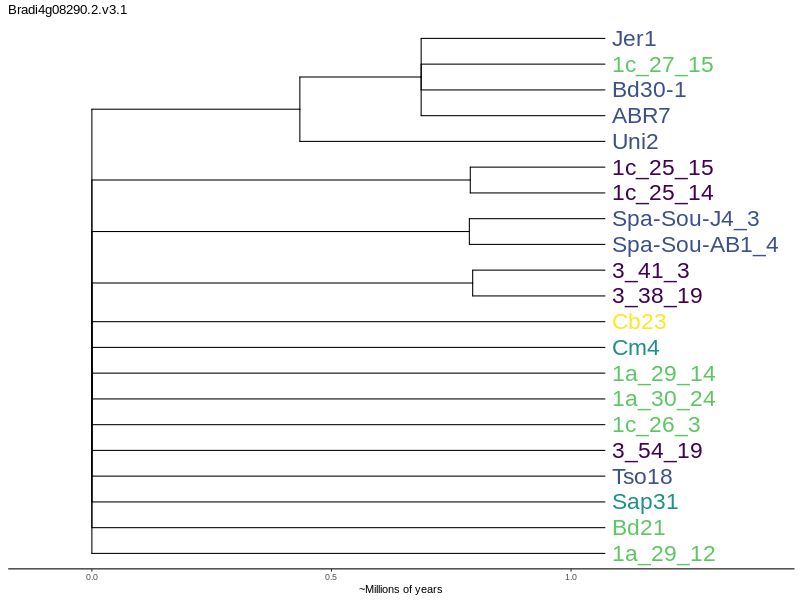 Bradi4g08290.2.v3.1
Jer1
1c_27_15
Bd30-1
ABR7
Uni2
1c_25_15
1c_25_14
Spa-Sou-J4_3
Spa-Sou-AB1_4
3_41_3
3_38_19
Cb23
Cm4
1a_29_14
1a_30_24
1c_26_3
3_54_19
Tso18
Sap31
Bd21
1a_29_12
0.0 0.5 1.0
~Millions of years